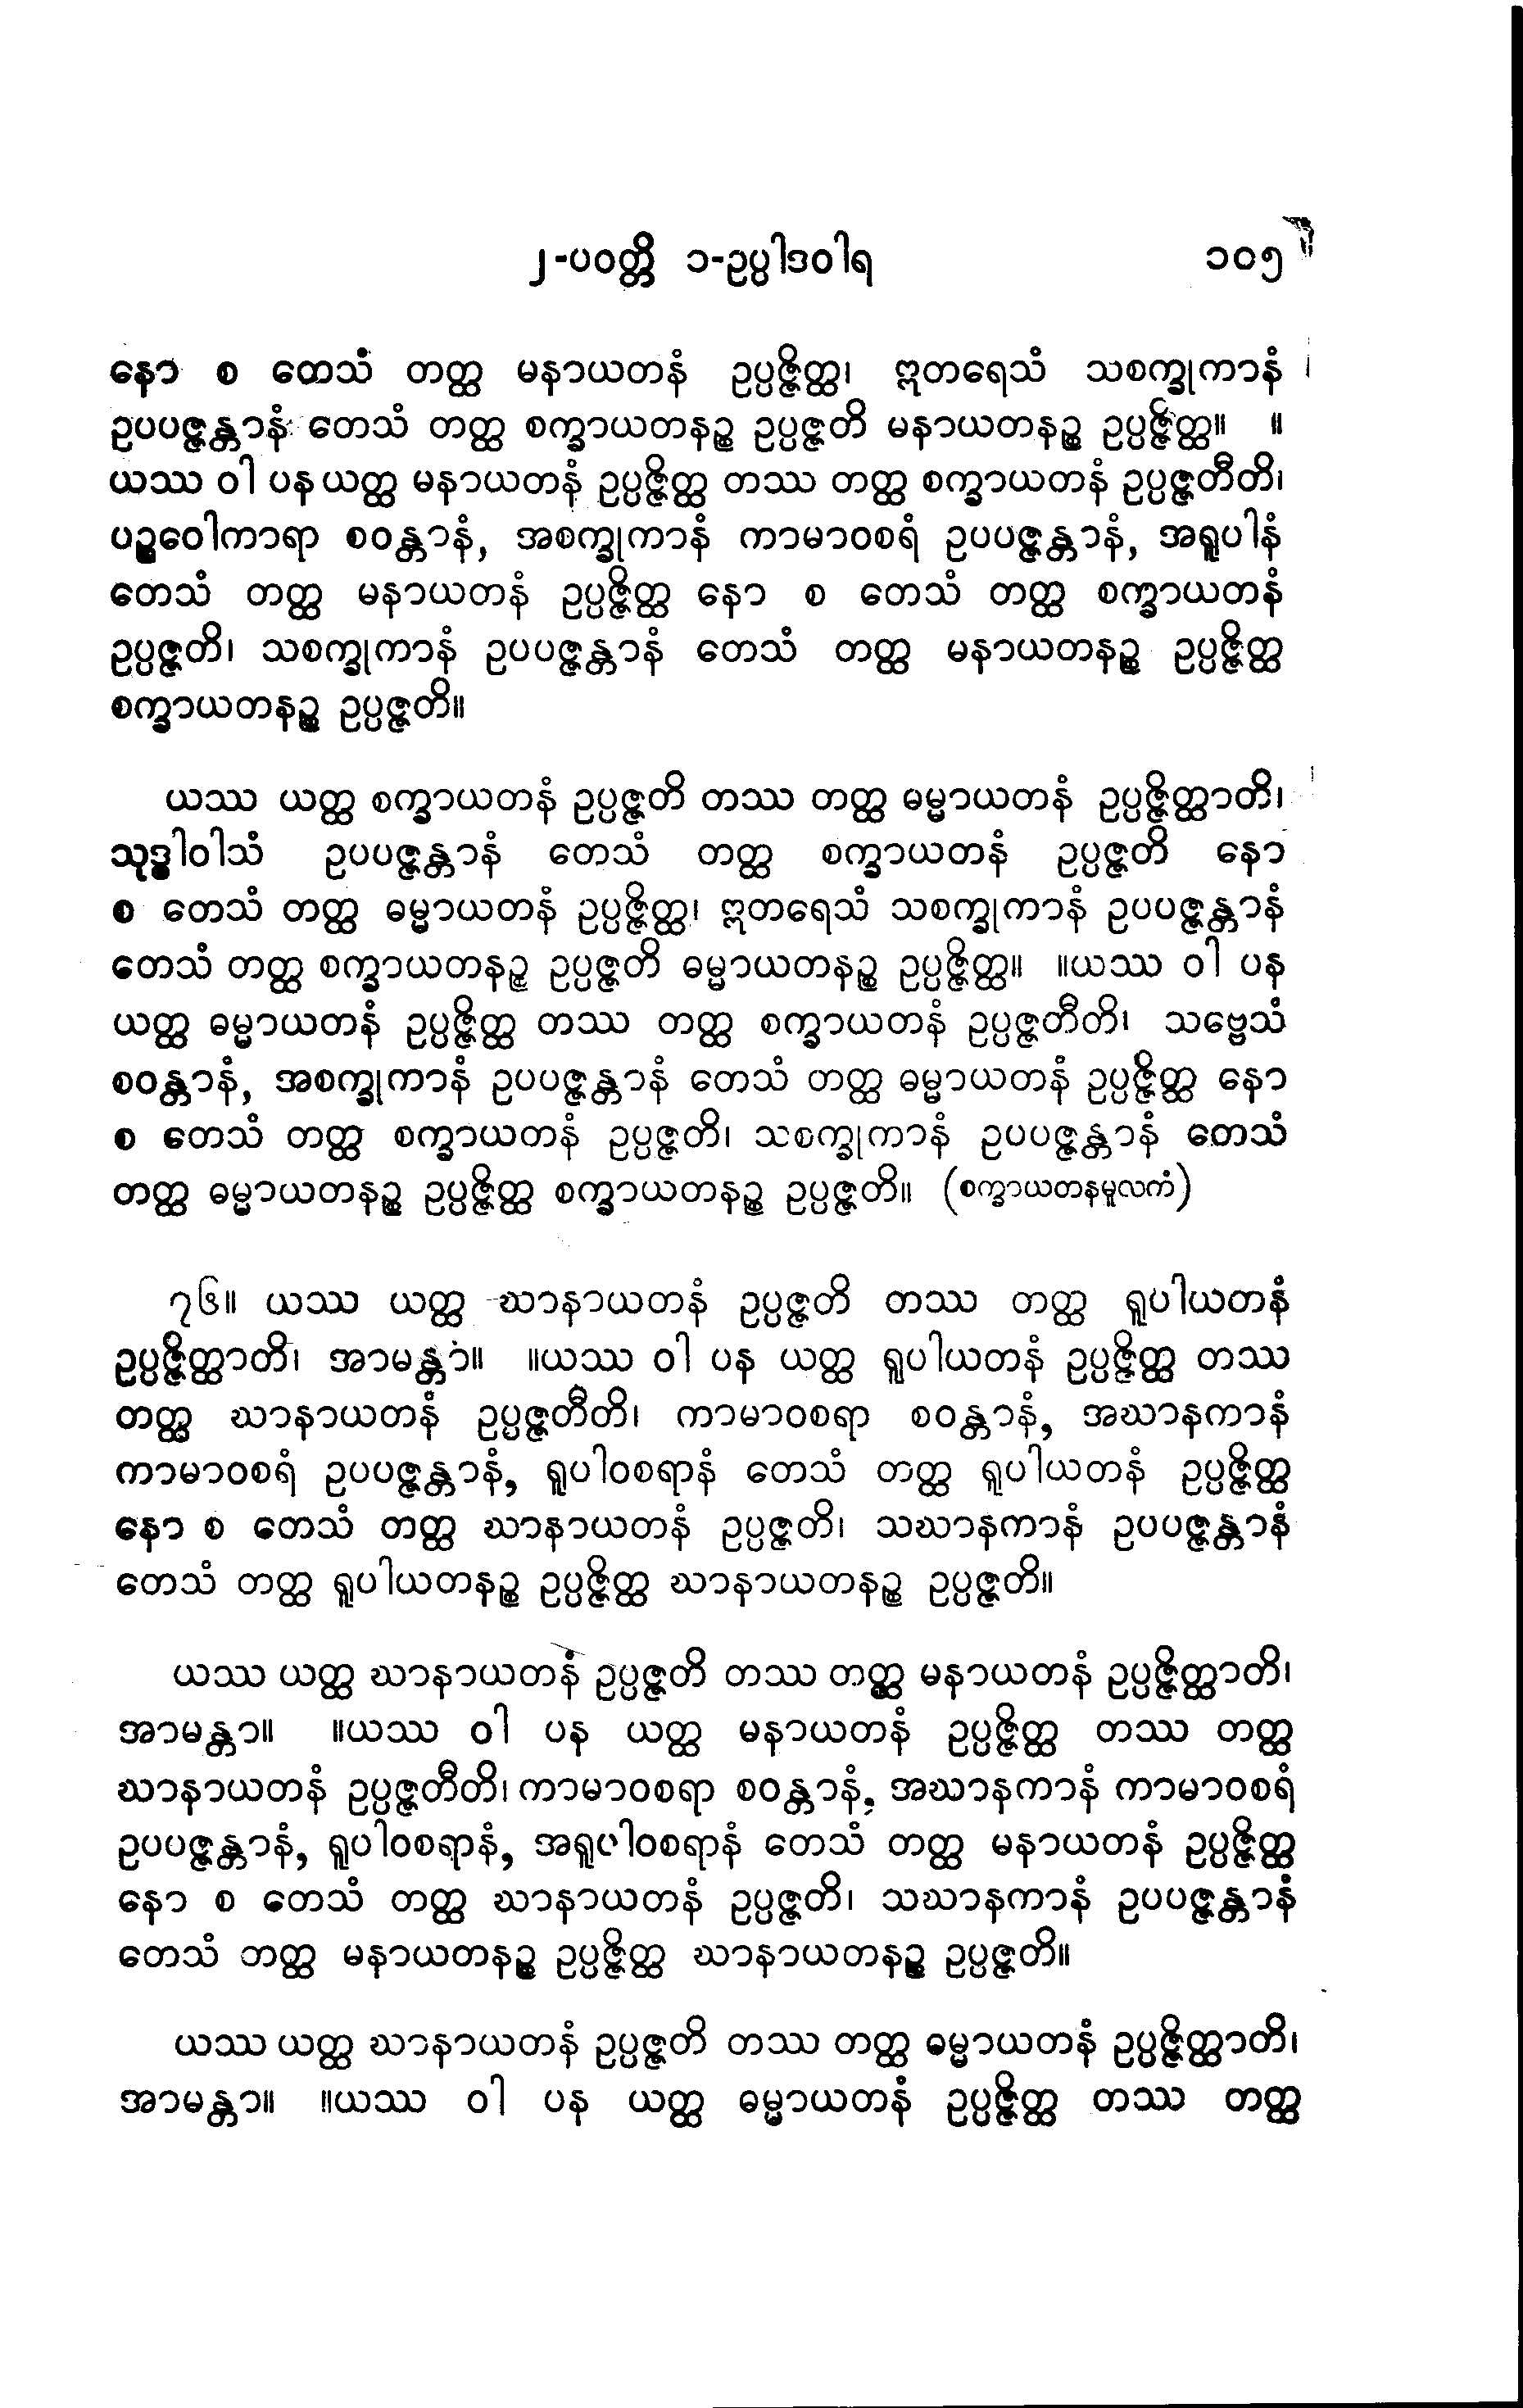 ၂-ပဝတ္တိ ၁-ဥပ္ပါဒဝါရ ၁၀၅
နော စ တေသံ တတ္ထ မနာယတနံ ဥပ္ပဇ္ဇိတ္ထ၊ ဣတရေသံ သစက္ခုကာနံ
ဥပပဇ္ဇန္တာနံ တေသံ တတ္ထ စက္ခာယတနဉ္စ ဥပ္ပဇ္ဇတိ မနာယတနဉ္စ ဥပ္ပဇ္ဇိတ္ထ။ ။
ယဿ ဝါ ပန ယတ္ထ မနာယတနံ ဥပ္ပဇ္ဇိတ္ထ တဿ တတ္ထ စက္ခာယတနံ ဥပ္ပဇ္ဇတီတိ၊
ပဉ္စဝေါကာရာ စဝန္တာနံ, အစက္ခုကာနံ ကာမာဝစရံ ဥပပဇ္ဇန္တာနံ, အရူပါနံ
တေသံ တတ္ထ မနာယတနံ ဥပ္ပဇ္ဇိတ္ထ နော စ တေသံ တတ္ထ စက္ခာယတနံ
ဥပ္ပဇ္ဇတိ၊ သစက္ခုကာနံ ဥပပဇ္ဇန္တာနံ တေသံ တတ္ထ မနာယတနဉ္စ ဥပ္ပဇ္ဇိတ္ထ
စက္ခာယတနဉ္စ ဥပ္ပဇ္ဇတိ။
ယဿ ယတ္ထ စက္ခာယတနံ ဥပ္ပဇ္ဇတိ တဿ တတ္ထ ဓမ္မာယတနံ ဥပ္ပဇ္ဇိတ္ထာတိ၊
သုဒ္ဓါဝါသံ ဥပပဇ္ဇန္တာနံ တေသံ တတ္ထ စက္ခာယတနံ ဥပ္ပဇ္ဇတိ နော
စ တေသံ တတ္ထ ဓမ္မာယတနံ ဥပ္ပဇ္ဇိတ္ထ၊ ဣတရေသံ သစက္ခုကာနံ ဥပပဇ္ဇန္တာနံ
တေသံ တတ္ထ စက္ခာယတနဉ္စ ဥပ္ပဇ္ဇတိ ဓမ္မာယတနဉ္စ ဥပ္ပဇ္ဇိတ္ထ။ ။ယဿ ဝါ ပန
ယတ္ထ ဓမ္မာယတနံ ဥပ္ပဇ္ဇိတ္ထ တဿ တတ္ထ စက္ခာယတနံ ဥပ္ပဇ္ဇတီတိ၊ သဗ္ဗေသံ
စဝန္တာနံ, အစက္ခုကာနံ ဥပပဇ္ဇန္တာနံ တေသံ တတ္ထ ဓမ္မာယတနံ ဥပ္ပဇ္ဇိတ္ထ နော
စ တေသံ တတ္ထ စက္ခာယတနံ ဥပ္ပဇ္ဇတိ၊ သစက္ခုကာနံ ဥပပဇ္ဇန္တာနံ တေသံ
တတ္ထ ဓမ္မာယတနဉ္စ ဥပ္ပဇ္ဇိတ္ထ စက္ခာယတနဉ္စ ဥပ္ပဇ္ဇတိ။ (စက္ခာယတနမူလကံ)
၇၆။ ယဿ ယတ္ထ ဃာနာယတနံ ဥပ္ပဇ္ဇတိ တဿ တတ္ထ ရူပါယတနံ
ဥပ္ပဇ္ဇိတ္ထာတိ၊ အာမန္တာ။ ။ယဿ ဝါ ပန ယတ္ထ ရူပါယတနံ ဥပ္ပဇ္ဇိတ္ထ တဿ
တတ္ထ ဃာနာယတနံ ဥပ္ပဇ္ဇတီတိ၊ ကာမာဝစရာ စဝန္တာနံ, အဃာနကာနံ
ကာမာဝစရံ ဥပပဇ္ဇန္တာနံ, ရူပါဝစရာနံ တေသံ တတ္ထ ရူပါယတနံ ဥပ္ပဇ္ဇိတ္ထ
နော စ တေသံ တတ္ထ ဃာနာယတနံ ဥပ္ပဇ္ဇတိ၊ သဃာနကာနံ ဥပပဇ္ဇန္တာနံ
တေသံ တတ္ထ ရူပါယတနဉ္စ ဥပ္ပဇ္ဇိတ္ထ ဃာနာယတနဉ္စ ဥပ္ပဇ္ဇတိ။
ယဿ ယတ္ထ ဃာနာယတနံ ဥပ္ပဇ္ဇတိ တဿ တတ္ထ မနာယတနံ ဥပ္ပဇ္ဇိတ္ထာတိ၊
အာမန္တာ။ ။ယဿ ဝါ ပန ယတ္ထ မနာယတနံ ဥပ္ပဇ္ဇိတ္ထ တဿ တတ္ထ
ဃာနာယတနံ ဥပ္ပဇ္ဇတီတိ၊ ကာမာဝစရာ စဝန္တာနံ, အဃာနကာနံ ကာမာဝစရံ
ဥပပဇ္ဇန္တာနံ, ရူပါဝစရာနံ, အရူပါဝစရာနံ တေသံ တတ္ထ မနာယတနံ ဥပ္ပဇ္ဇိတ္ထ
နော စ တေသံ တတ္ထ ဃာနာယတနံ ဥပ္ပဇ္ဇတိ၊ သဃာနကာနံ ဥပပဇ္ဇန္တာနံ
တေသံ တတ္ထ မနာယတနဉ္စ ဥပ္ပဇ္ဇိတ္ထ ဃာနာယတနဉ္စ ဥပ္ပဇ္ဇတိ။
ယဿ ယတ္ထ ဃာနာယတနံ ဥပ္ပဇ္ဇတိ တဿ တတ္ထ ဓမ္မာယတနံ ဥပ္ပဇ္ဇိတ္ထာတိ၊
အာမန္တာ။ ။ယဿ ဝါ ပန ယတ္ထ ဓမ္မာယတနံ ဥပ္ပဇ္ဇိတ္ထ တဿ တတ္ထ